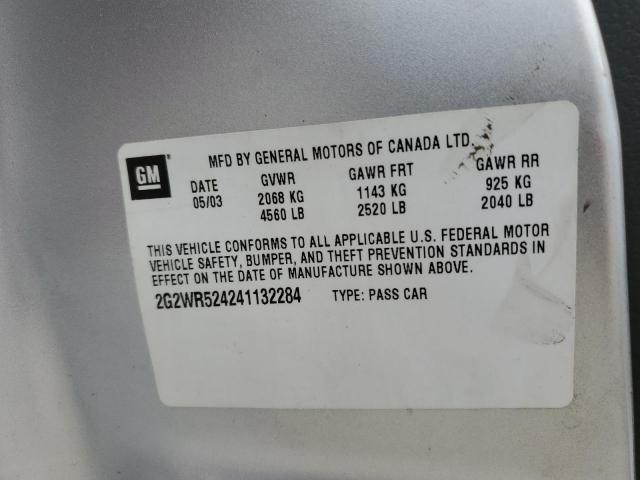 GM
MFD BY GENERAL MOTORS OF CANADA LTD.
DATE GVWR GAWR FRT GAWR RR
05/03 2068 KG 1143 KG 925 KG
4560 LB 2520 LB 2040 LB
THIS VEHICLE CONFORMS TO ALL APPLICABLE U.S. FEDERAL MOTOR
VEHICLE SAFETY, BUMPER, AND THEFT PREVENTION STANDARDS IN
EFFECT ON THE DATE OF MANUFACTURE SHOWN ABOVE.
2G2WR524241132284 TYPE: PASS CAR